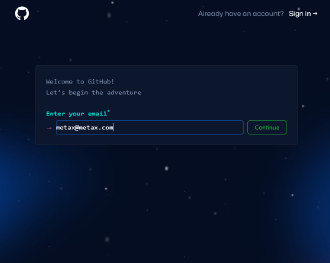 Already have an account? Sign in →
Welcome to GitHub!
Let's begin the adventure
Enter your email*
→ metax@metax.com
Continue